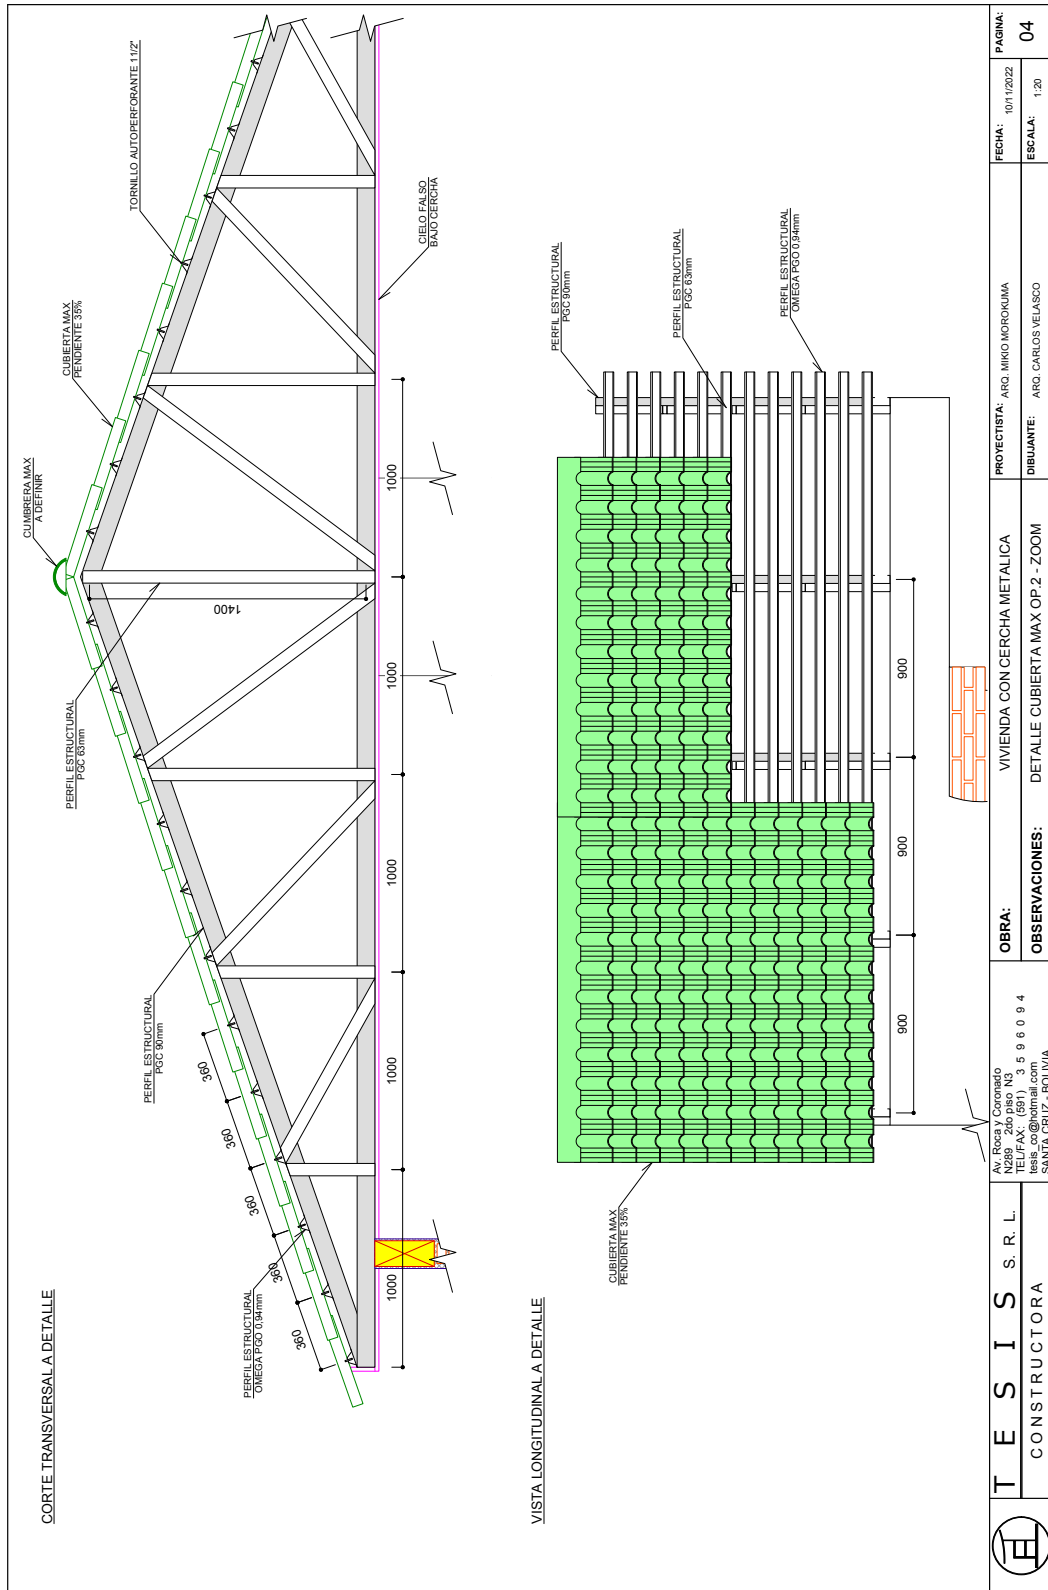 CORTE TRANSVERSAL A DETALLE
CUMBRERA MAX
A DEFINIR
CUBIERTA MAX
PENDIENTE 35%
TORNILLO AUTOPERFORANTE 11/2"
PERFIL ESTRUCTURAL
PGC 63mm
PERFIL ESTRUCTURAL
PGC 90mm
PERFIL ESTRUCTURAL
OMEGA PGO 0,94mm
360
360
360
360
360
1400
CIELO FALSO
BAJO CERCHA
1000
1000
1000
1000
1000
VISTA LONGITUDINAL A DETALLE
PERFIL ESTRUCTURAL
PGC 90mm
PERFIL ESTRUCTURAL
PGC 63mm
PERFIL ESTRUCTURAL
OMEGA PGO 0,94mm
CUBIERTA MAX
PENDIENTE 35%
900
900
900
T E S I S S. R. L.
CONSTRUCTORA
Av. Roca y Coronado
N289 2do piso N3
TEL/FAX: (591) 3 5 9 6 0 9 4
tesis_co@hotmail.com
SANTA CRUZ - BOLIVIA
OBRA: VIVIENDA CON CERCHA METALICA
OBSERVACIONES: DETALLE CUBIERTA MAX OP.2 - ZOOM
PROYECTISTA: ARQ. MIKIO MOROKUMA
DIBUJANTE: ARQ. CARLOS VELASCO
FECHA: 10/11/2022
ESCALA: 1:20
PAGINA:
04